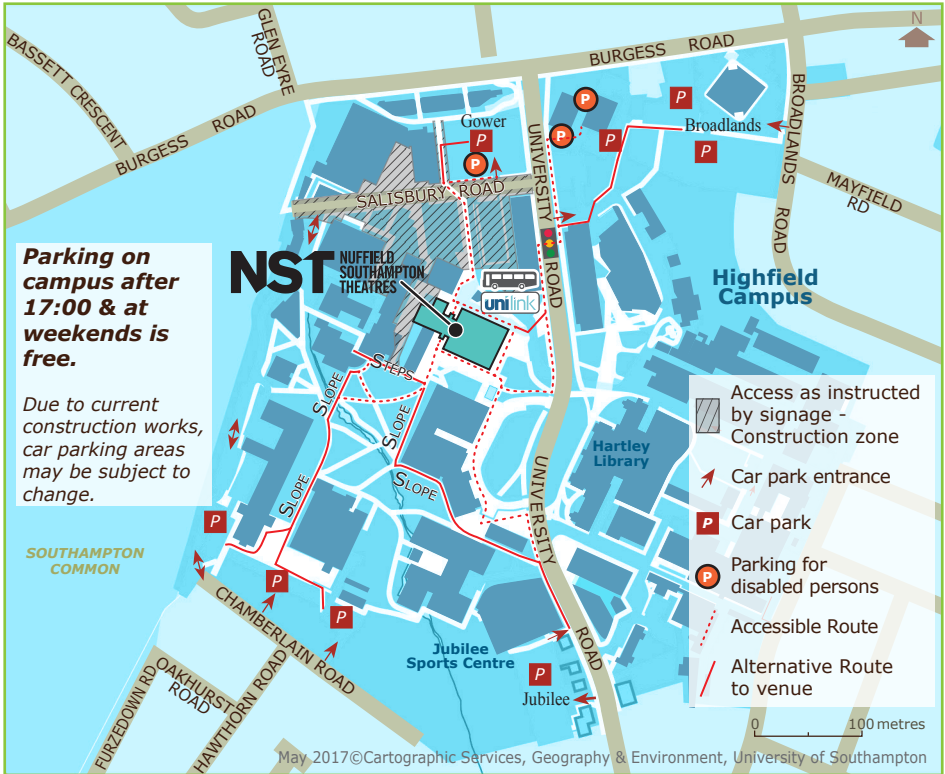 N
BASSETT CRESCENT
GLEN EYRE
ROAD
BURGESS ROAD
BURGESS ROAD
Gower
P
P
P
P
P
P
P
Broadlands
BROADLANDS ROAD
MAYFIELD
RD
UNIVERSITY ROAD
SALISBURY ROAD
Parking on
campus after
17:00 & at
weekends is
free.
Due to current
construction works,
car parking areas
may be subject to
change.
NST NUFFIELD
SOUTHAMPTON
THEATRES
unilink
Highfield
Campus
STEPS
SLOPE
SLOPE
SLOPE
SLOPE
Hartley
Library
UNIVERSITY ROAD
Access as instructed
by signage -
Construction zone
Car park entrance
P Car park
P Parking for
disabled persons
Accessible Route
Alternative Route
to venue
0 100 metres
P
SOUTHAMPTON
COMMON
P
P
CHAMBERLAIN ROAD
Jubilee
Sports Centre
P
Jubilee
OAKHURST
ROAD
FURZEDOWN RD
HAWTHORN ROAD
May 2017©Cartographic Services, Geography & Environment, University of Southampton